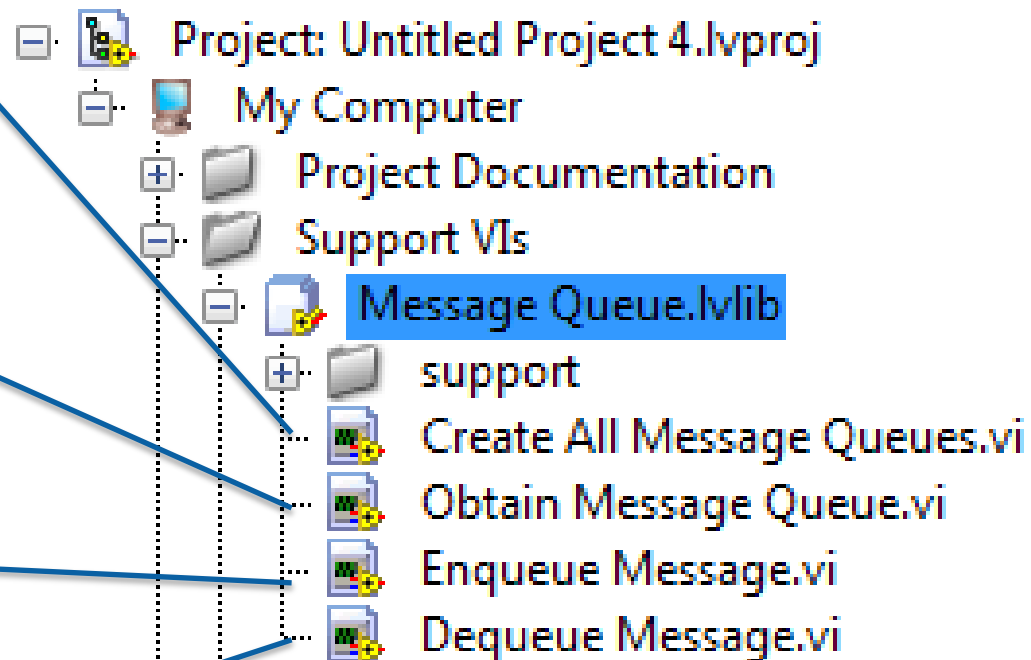 Project: Untitled Project 4.lvproj
My Computer
Project Documentation
Support VIs
Message Queue.lvlib
support
Create All Message Queues.vi
Obtain Message Queue.vi
Enqueue Message.vi
Dequeue Message.vi